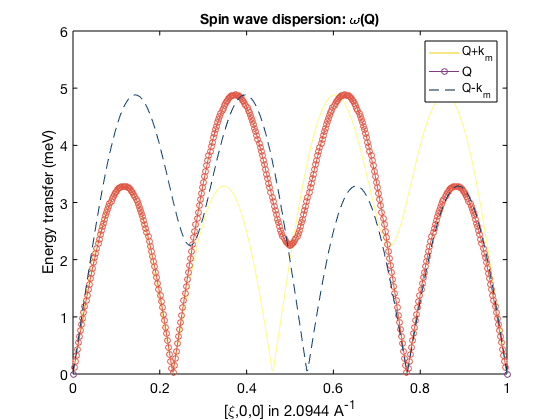 Spin wave dispersion: ω(Q)
6
5
4
3
2
1
0
Energy transfer (meV)
Q+k_m
Q
Q-k_m
0 0.2 0.4 0.6 0.8 1
[ξ,0,0] in 2.0944 A^-1